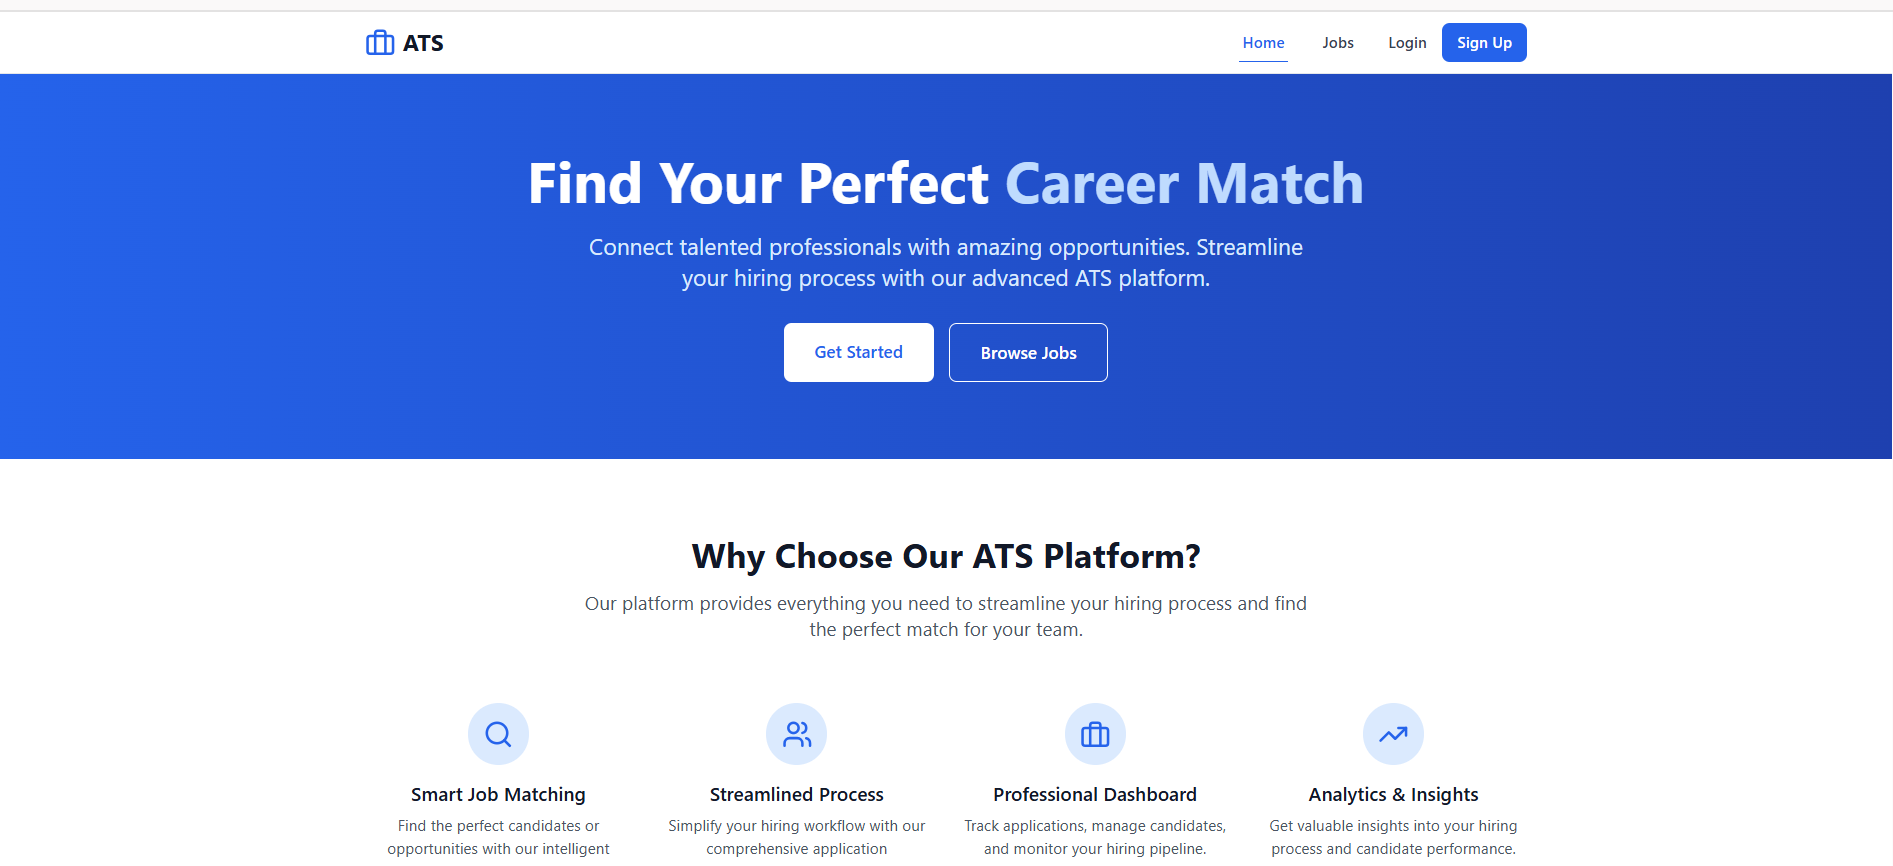 ATS
Home Jobs Login Sign Up
Find Your Perfect Career Match
Connect talented professionals with amazing opportunities. Streamline
your hiring process with our advanced ATS platform.
Get Started Browse Jobs
Why Choose Our ATS Platform?
Our platform provides everything you need to streamline your hiring process and find
the perfect match for your team.
Smart Job Matching
Find the perfect candidates or
opportunities with our intelligent
Streamlined Process
Simplify your hiring workflow with our
comprehensive application
Professional Dashboard
Track applications, manage candidates,
and monitor your hiring pipeline.
Analytics & Insights
Get valuable insights into your hiring
process and candidate performance.